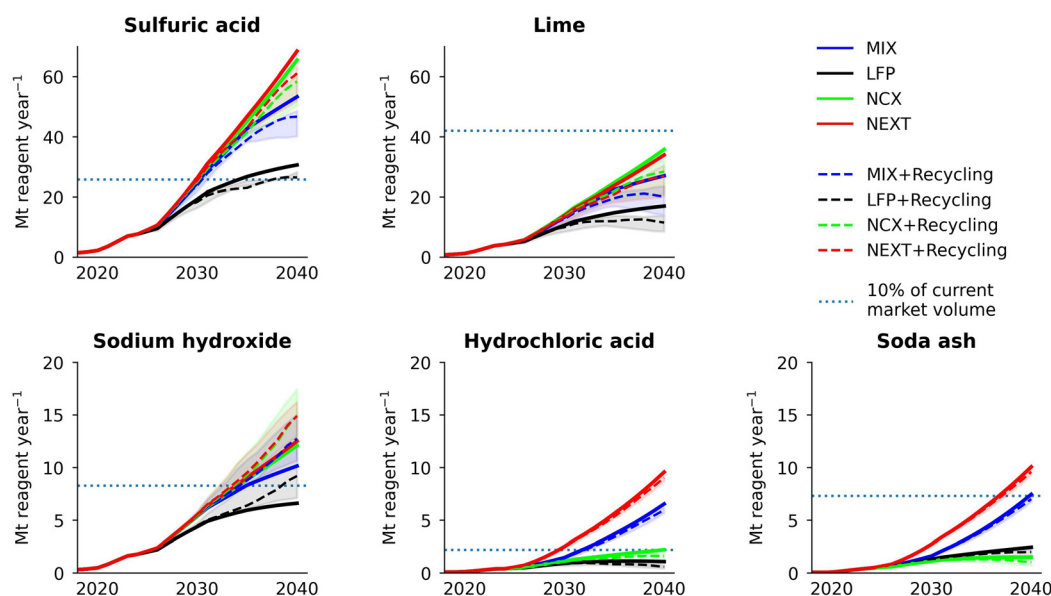 Sulfuric acid
Mt reagent year⁻¹
60
40
20
0
2020
2030
2040
Lime
Mt reagent year⁻¹
60
40
20
0
2020
2030
2040
MIX
LFP
NCX
NEXT
MIX+Recycling
LFP+Recycling
NCX+Recycling
NEXT+Recycling
10% of current
market volume
Sodium hydroxide
Mt reagent year⁻¹
20
15
10
5
0
2020
2030
2040
Hydrochloric acid
Mt reagent year⁻¹
20
15
10
5
0
2020
2030
2040
Soda ash
Mt reagent year⁻¹
20
15
10
5
0
2020
2030
2040